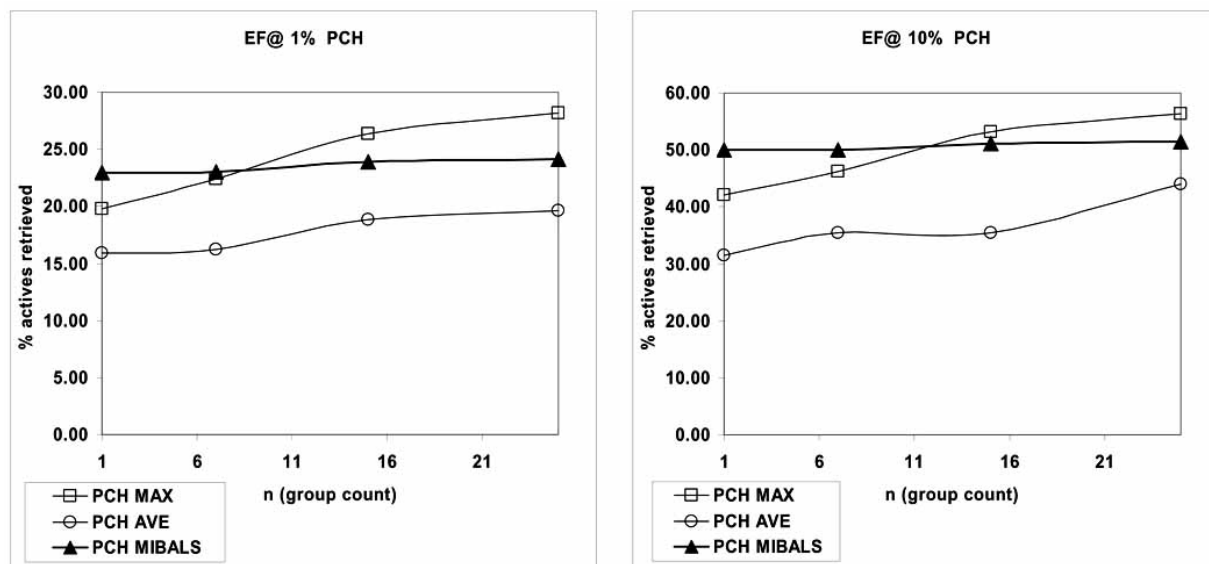 EF@ 1% PCH
% actives retrieved
30.00
25.00
20.00
15.00
10.00
5.00
0.00
1 6 11 16 21
n (group count)
PCH MAX
PCH AVE
PCH MIBALS
EF@ 10% PCH
% actives retrieved
60.00
50.00
40.00
30.00
20.00
10.00
0.00
1 6 11 16 21
n (group count)
PCH MAX
PCH AVE
PCH MIBALS